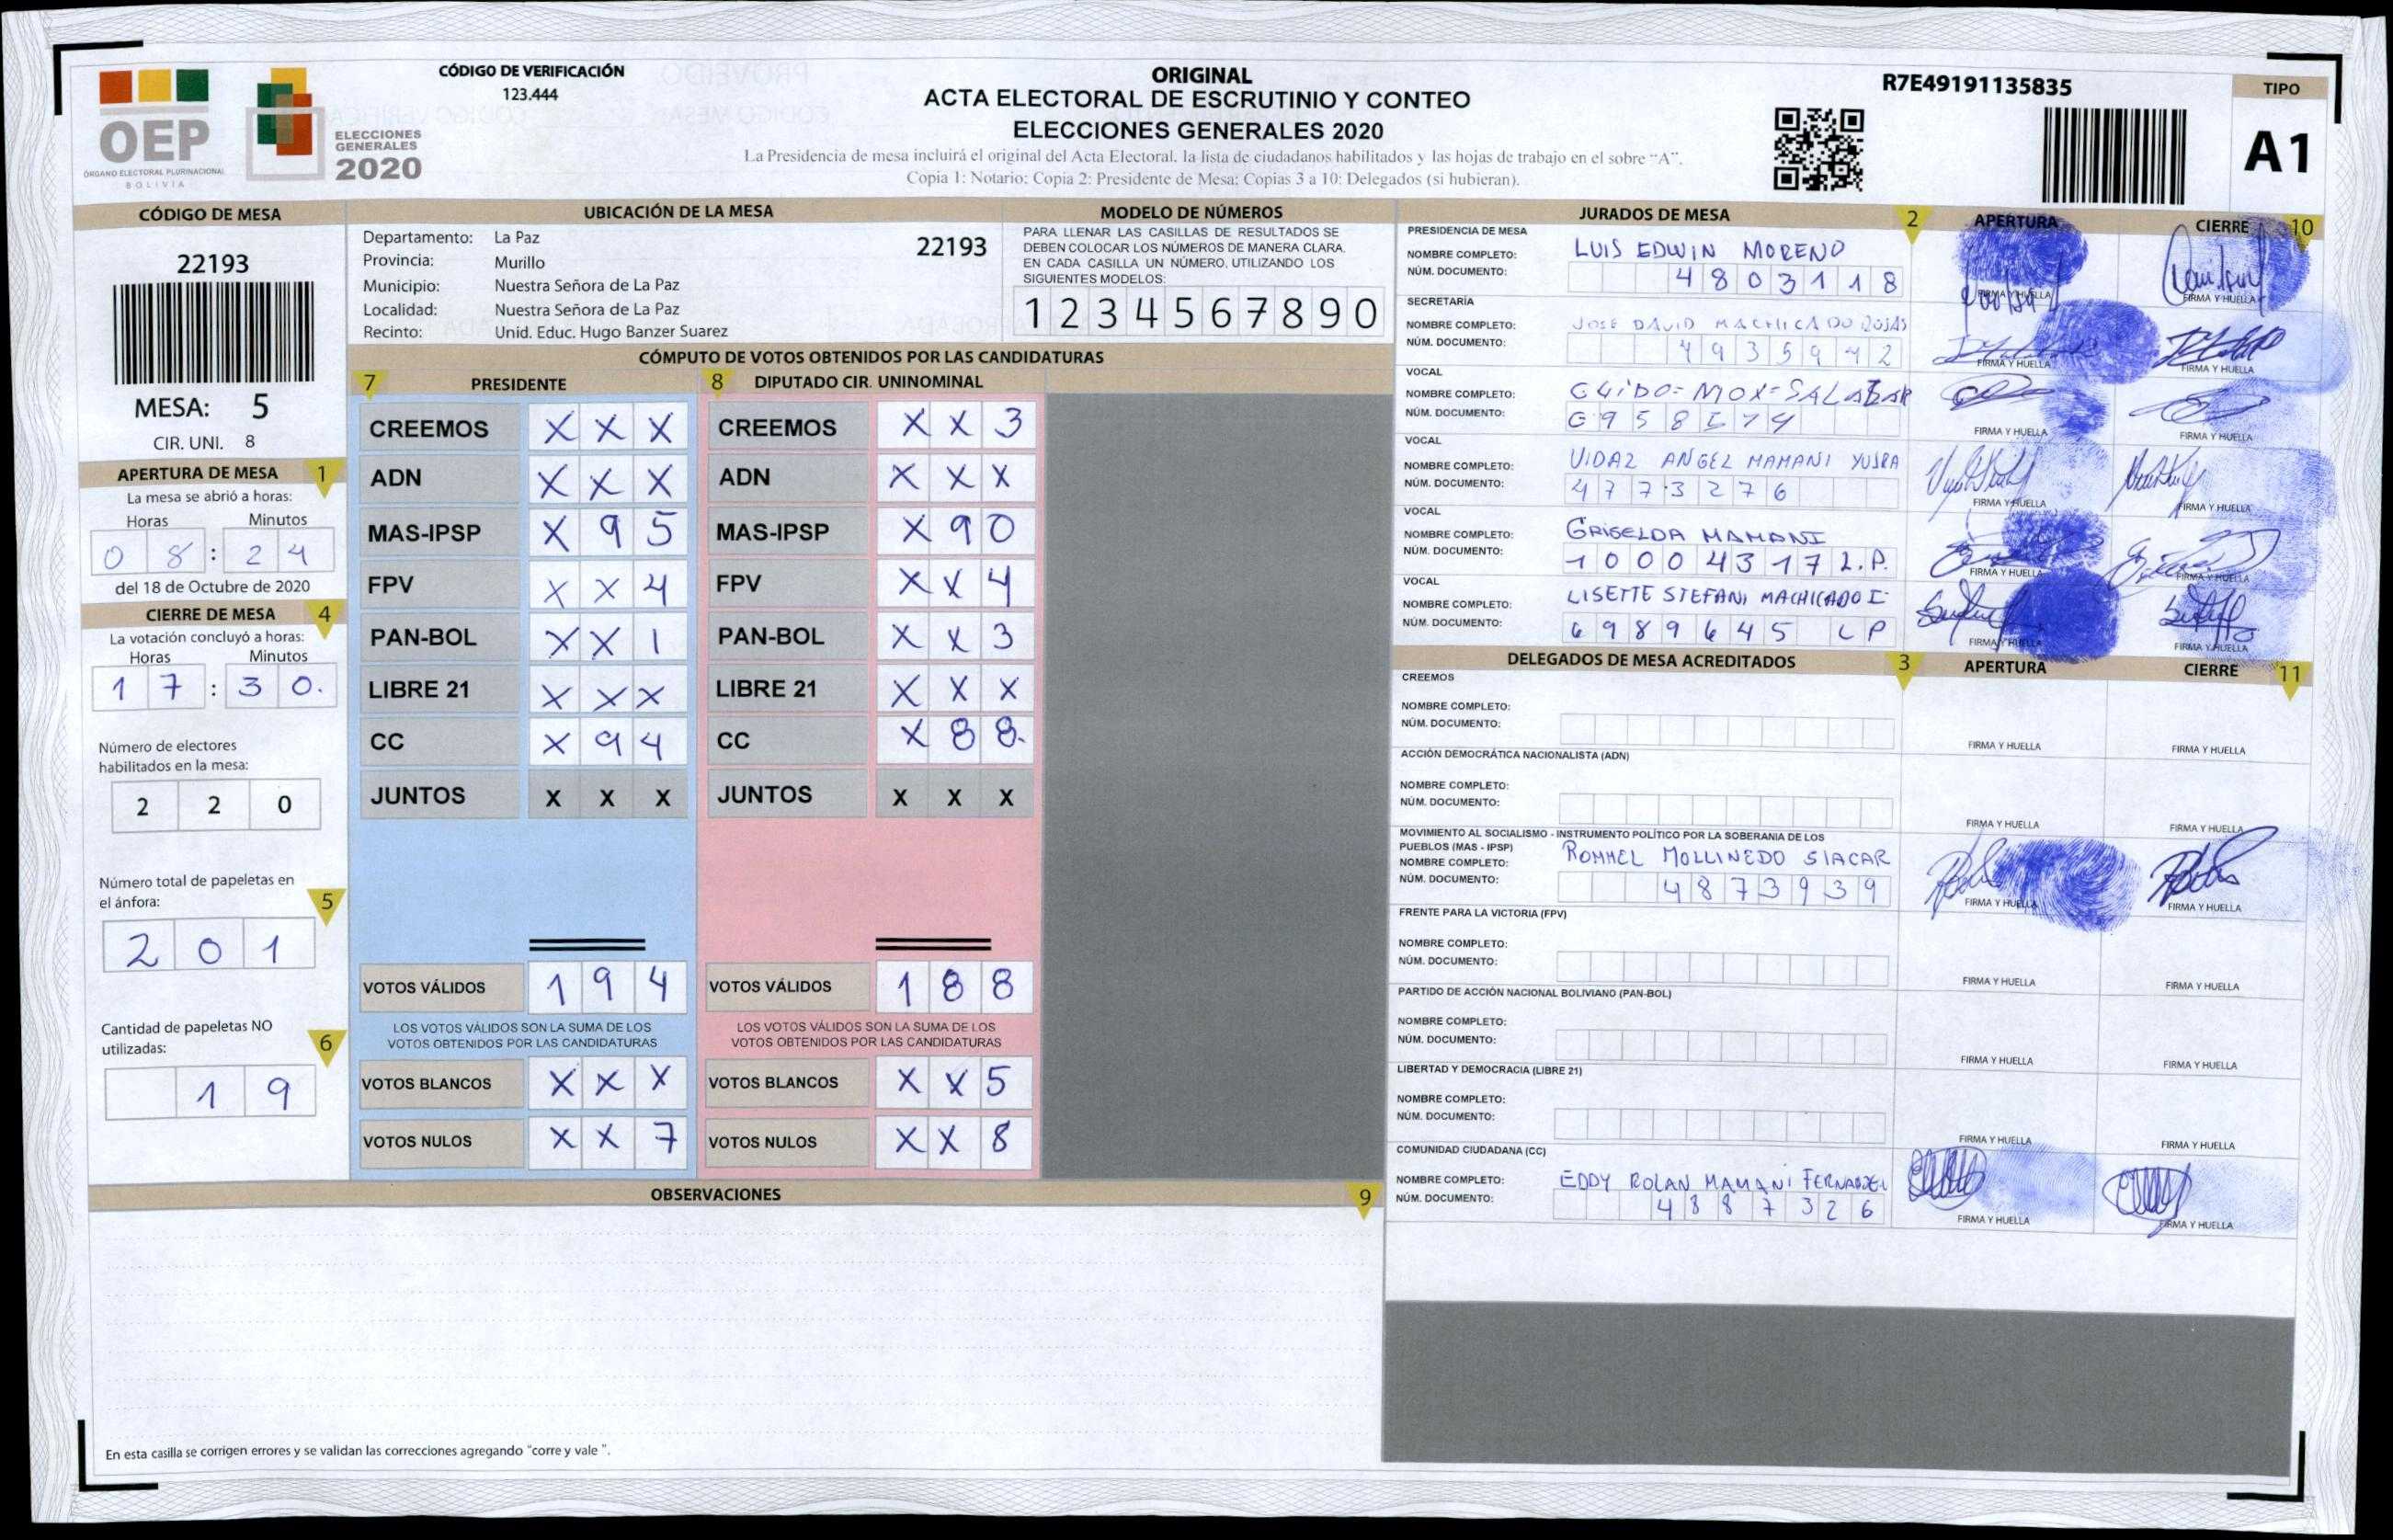 CÓDIGO DE VERIFICACIÓN
123.444
OEP
ÓRGANO ELECTORAL PLURINACIONAL
BOLIVIA
ELECCIONES
GENERALES
2020
ORIGINAL
ACTA ELECTORAL DE ESCRUTINIO Y CONTEO
ELECCIONES GENERALES 2020
La Presidencia de mesa incluirá el original del Acta Electoral, la lista de ciudadanos habilitados y las hojas de trabajo en el sobre "A".
Copia 1: Notario; Copia 2: Presidente de Mesa; Copias 3 a 10: Delegados (si hubieran).
R7E49191135835
TIPO
A1
CÓDIGO DE MESA
22193
MESA: 5
CIR. UNI. 8
APERTURA DE MESA 1
La mesa se abrió a horas:
Horas Minutos
0 8 : 2 4
del 18 de Octubre de 2020
CIERRE DE MESA 4
La votación concluyó a horas:
Horas Minutos
1 7 : 3 0.
Número de electores
habilitados en la mesa:
2 2 0
Número total de papeletas en
el ánfora: 5
2 0 1
Cantidad de papeletas NO
utilizadas: 6
1 9
UBICACIÓN DE LA MESA
Departamento: La Paz 22193
Provincia: Murillo
Municipio: Nuestra Señora de La Paz
Localidad: Nuestra Señora de La Paz
Recinto: Unid. Educ. Hugo Banzer Suarez
MODELO DE NÚMEROS
PARA LLENAR LAS CASILLAS DE RESULTADOS SE
DEBEN COLOCAR LOS NÚMEROS DE MANERA CLARA.
EN CADA CASILLA UN NÚMERO, UTILIZANDO LOS
SIGUIENTES MODELOS:
1 2 3 4 5 6 7 8 9 0
CÓMPUTO DE VOTOS OBTENIDOS POR LAS CANDIDATURAS
7 PRESIDENTE 8 DIPUTADO CIR. UNINOMINAL
CREEMOS X X X CREEMOS X X 3
ADN X X X ADN X X X
MAS-IPSP X 9 5 MAS-IPSP X 9 0
FPV X X 4 FPV X X 4
PAN-BOL X X 1 PAN-BOL X X 3
LIBRE 21 X X X LIBRE 21 X X X
CC X 9 4 CC X 8 8.
JUNTOS X X X JUNTOS X X X
VOTOS VÁLIDOS 1 9 4 VOTOS VÁLIDOS 1 8 8
LOS VOTOS VÁLIDOS SON LA SUMA DE LOS LOS VOTOS VÁLIDOS SON LA SUMA DE LOS
VOTOS OBTENIDOS POR LAS CANDIDATURAS VOTOS OBTENIDOS POR LAS CANDIDATURAS
VOTOS BLANCOS X X X VOTOS BLANCOS X X 5
VOTOS NULOS X X 7 VOTOS NULOS X X 8
OBSERVACIONES 9
En esta casilla se corrigen errores y se validan las correcciones agregando "corre y vale ".
JURADOS DE MESA 2 APERTURA CIERRE 10
PRESIDENCIA DE MESA
NOMBRE COMPLETO: LUIS EDWIN MORENO
NÚM. DOCUMENTO: 4 8 0 3 1 1 8
FIRMA Y HUELLA FIRMA Y HUELLA
SECRETARÍA
NOMBRE COMPLETO: JOSE DAVID MACHICADO ROJAS
NÚM. DOCUMENTO: 4 9 3 5 9 4 2
FIRMA Y HUELLA FIRMA Y HUELLA
VOCAL
NOMBRE COMPLETO: GUIDO= MOX= SALAZAR
NÚM. DOCUMENTO:
FIRMA Y HUELLA FIRMA Y HUELLA
VOCAL
NOMBRE COMPLETO: VIDAL ANGEL MAMANI YUJRA
NÚM. DOCUMENTO: 4 7 7 3 2 7 6
FIRMA Y HUELLA FIRMA Y HUELLA
VOCAL
NOMBRE COMPLETO: GRISELDA MAMANI
NÚM. DOCUMENTO: 1 0 0 0 4 3 1 7 L.P.
FIRMA Y HUELLA FIRMA Y HUELLA
VOCAL
NOMBRE COMPLETO: LISETTE STEFANI MACHICADO I
NÚM. DOCUMENTO: 6 9 8 9 6 4 5 LP
FIRMA Y HUELLA FIRMA Y HUELLA
DELEGADOS DE MESA ACREDITADOS 3 APERTURA CIERRE 11
CREEMOS
NOMBRE COMPLETO:
NÚM. DOCUMENTO:
FIRMA Y HUELLA FIRMA Y HUELLA
ACCIÓN DEMOCRÁTICA NACIONALISTA (ADN)
NOMBRE COMPLETO:
NÚM. DOCUMENTO:
FIRMA Y HUELLA FIRMA Y HUELLA
MOVIMIENTO AL SOCIALISMO - INSTRUMENTO POLÍTICO POR LA SOBERANIA DE LOS
PUEBLOS (MAS - IPSP)
NOMBRE COMPLETO: ROMMEL MOLLINEDO SIACAR
NÚM. DOCUMENTO: 4 8 7 3 9 3 9
FIRMA Y HUELLA FIRMA Y HUELLA
FRENTE PARA LA VICTORIA (FPV)
NOMBRE COMPLETO:
NÚM. DOCUMENTO:
FIRMA Y HUELLA FIRMA Y HUELLA
PARTIDO DE ACCIÓN NACIONAL BOLIVIANO (PAN-BOL)
NOMBRE COMPLETO:
NÚM. DOCUMENTO:
FIRMA Y HUELLA FIRMA Y HUELLA
LIBERTAD Y DEMOCRACIA (LIBRE 21)
NOMBRE COMPLETO:
NÚM. DOCUMENTO:
FIRMA Y HUELLA FIRMA Y HUELLA
COMUNIDAD CIUDADANA (CC)
NOMBRE COMPLETO: EDDY ROLAN MAMANI FERNANDEZ
NÚM. DOCUMENTO: 4 8 8 7 3 2 6
FIRMA Y HUELLA FIRMA Y HUELLA